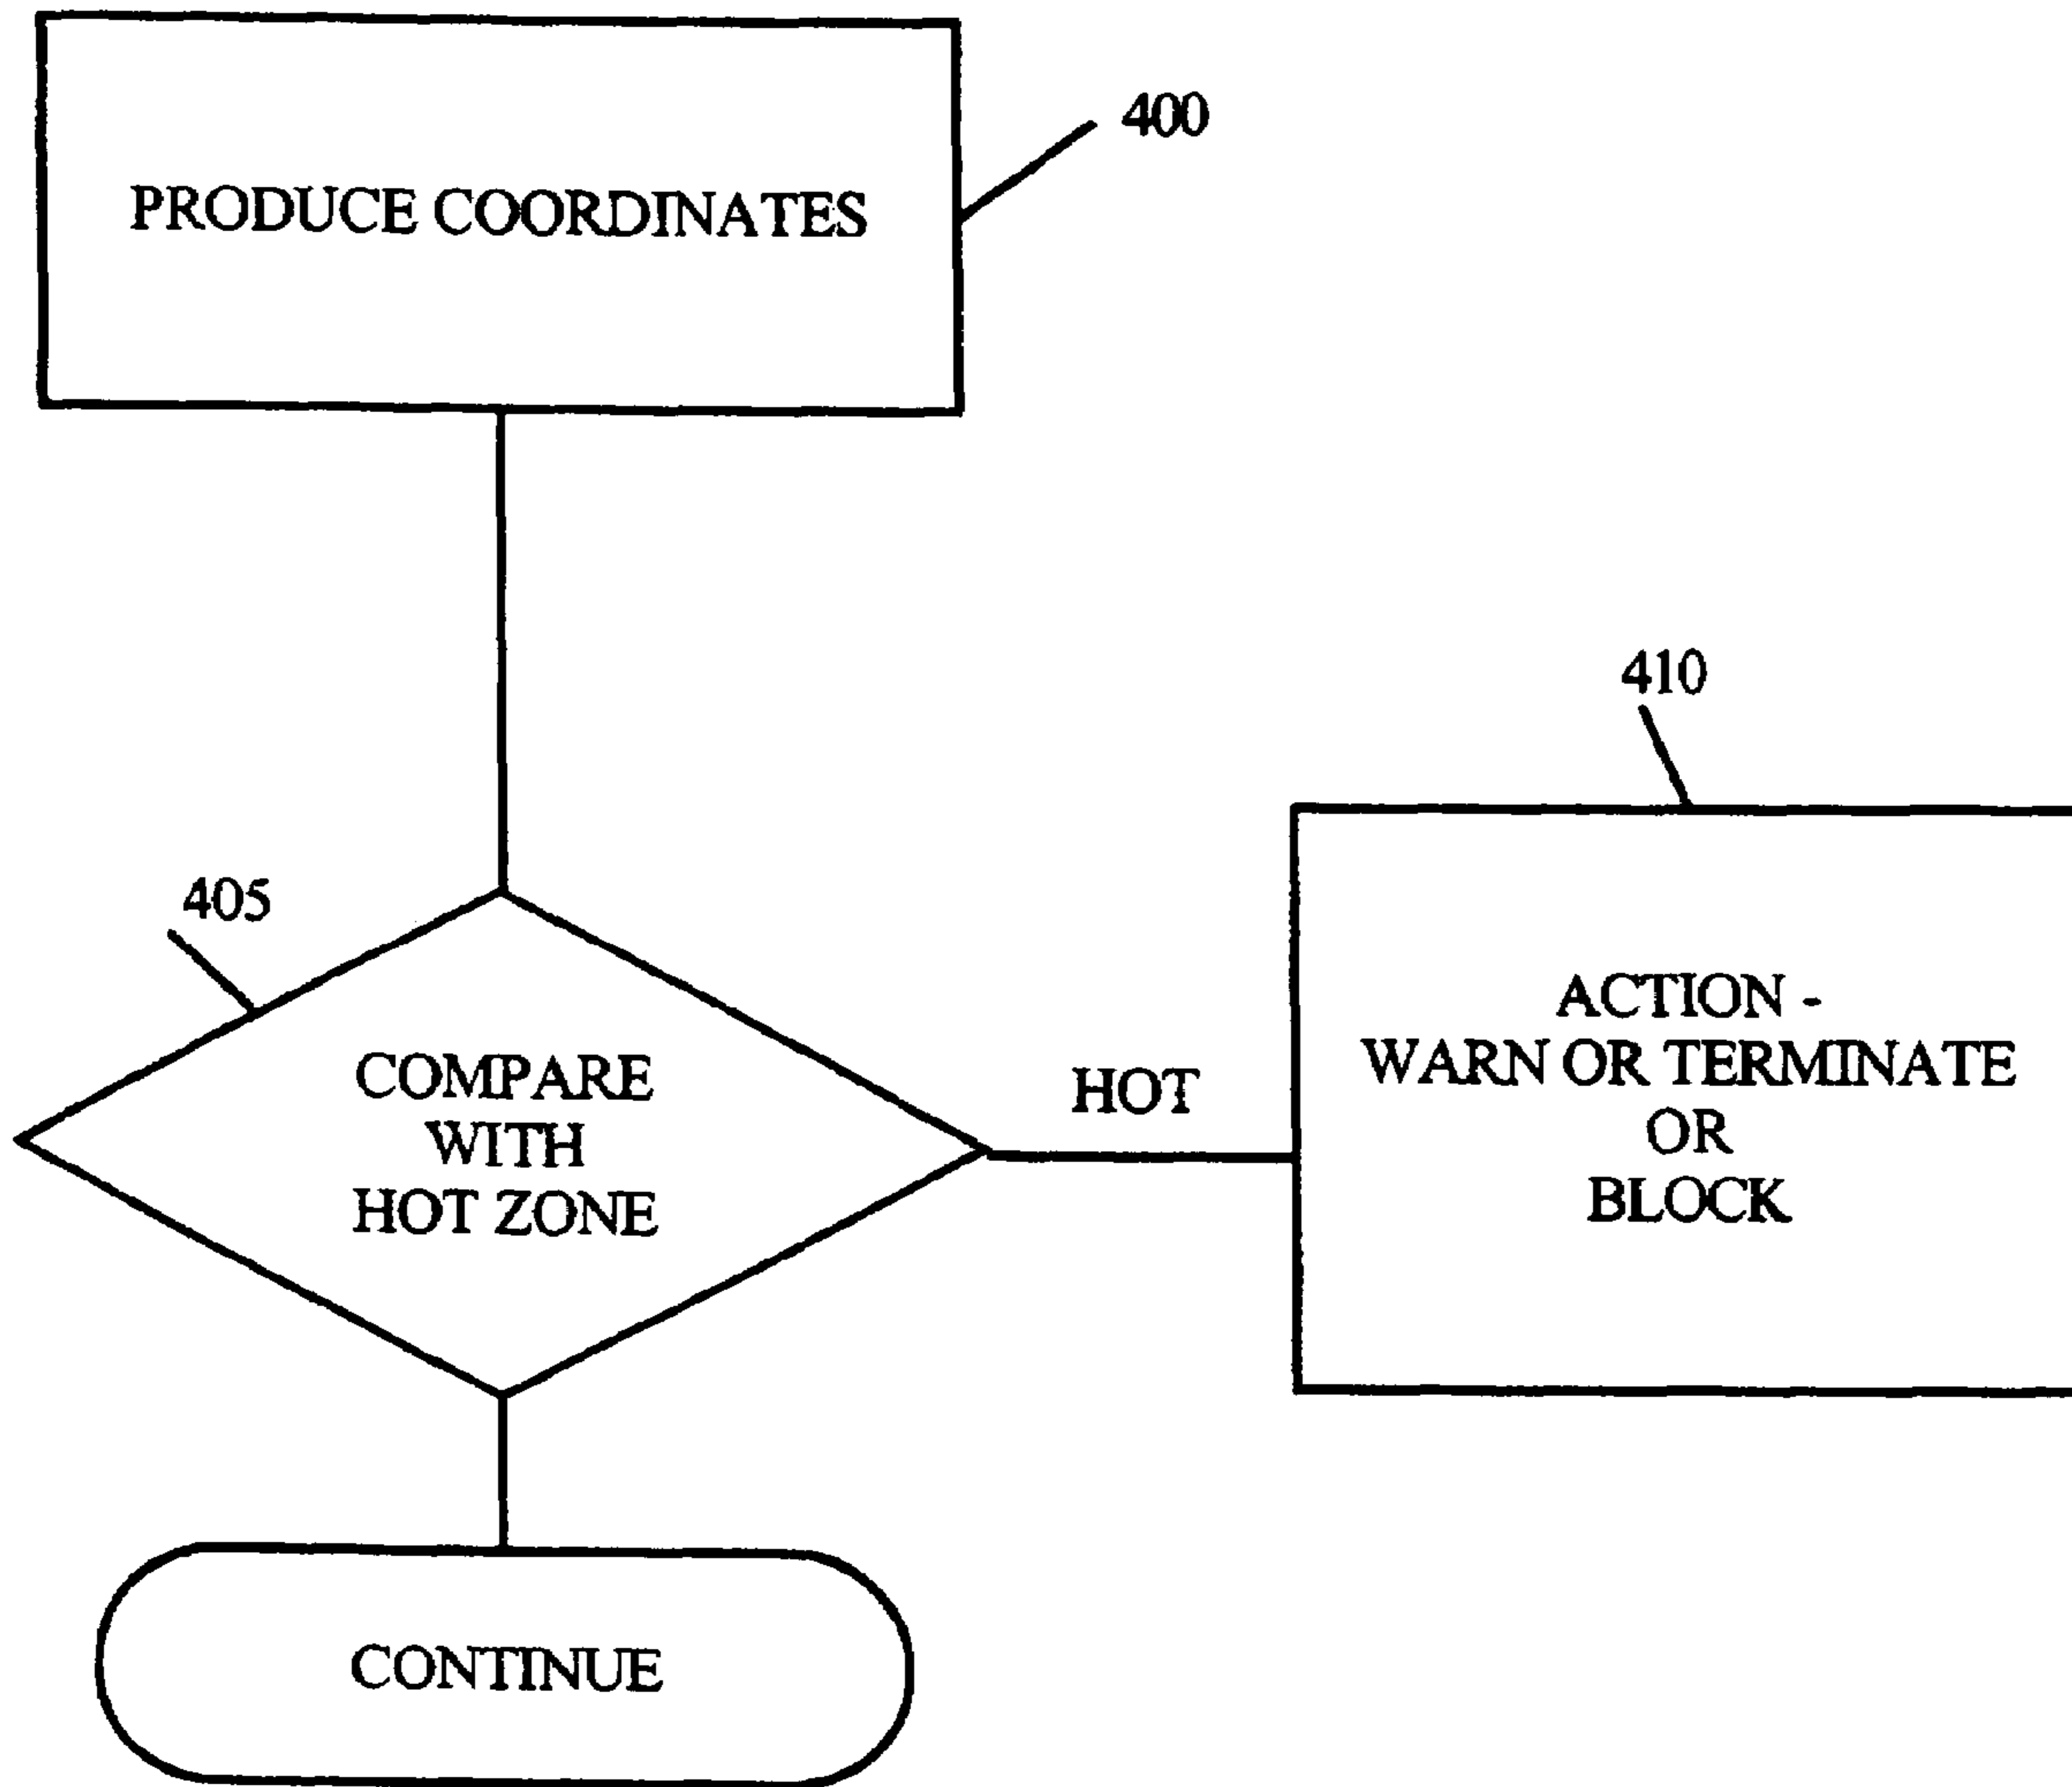 PRODUCE COORDINATES
400
410
405
COMPARE
WITH
HOT ZONE
HOT
ACTION -
WARN OR TERMINATE
OR
BLOCK
CONTINUE